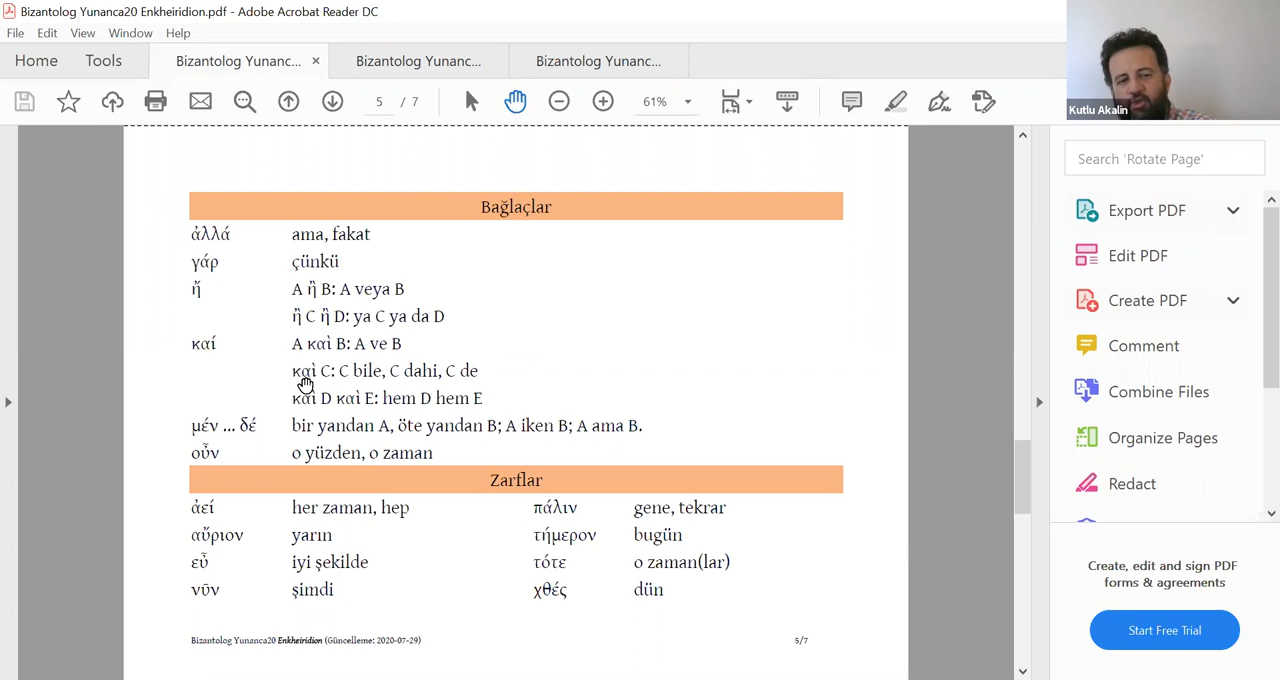 Bizantolog Yunanca20 Enkheiridion.pdf - Adobe Acrobat Reader DC
File Edit View Window Help
Home Tools Bizantolog Yunanc... × Bizantolog Yunanc... Bizantolog Yunanc...
5 / 7 61%
Kutlu Akalin
Search 'Rotate Page'
Export PDF
Edit PDF
Create PDF
Comment
Combine Files
Organize Pages
Redact
Create, edit and sign PDF
forms & agreements
Start Free Trial
Bağlaçlar
ἀλλά ama, fakat
γάρ çünkü
ἤ A ἢ B: A veya B
ἢ C ἢ D: ya C ya da D
καί A καὶ B: A ve B
καὶ C: C bile, C dahi, C de
καὶ D καὶ E: hem D hem E
μέν ... δέ bir yandan A, öte yandan B; A iken B; A ama B.
οὖν o yüzden, o zaman
Zarflar
ἀεί her zaman, hep πάλιν gene, tekrar
αὔριον yarın τήμερον bugün
εὖ iyi şekilde τότε o zaman(lar)
νῦν şimdi χθές dün
Bizantolog Yunanca20 Enkheiridion (Güncelleme: 2020-07-29) 5/7